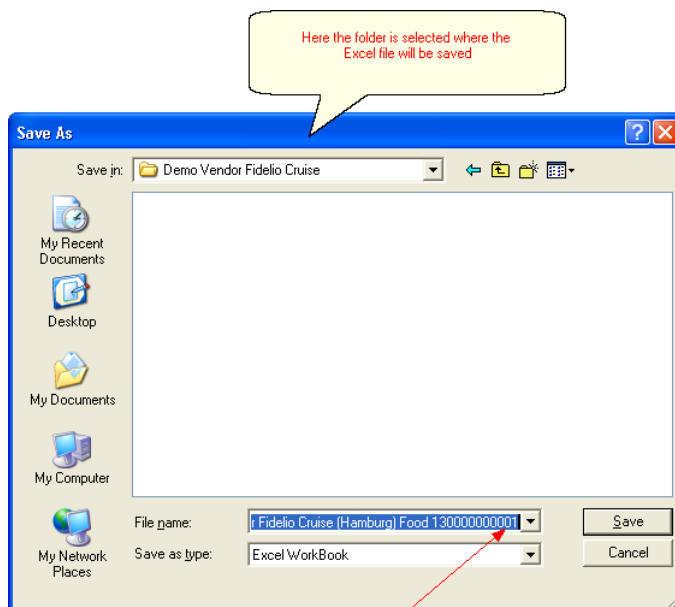 Here the folder is selected where the
Excel file will be saved
Save As
Save in:
Demo Vendor Fidelio Cruise
My Recent
Documents
Desktop
My Documents
My Computer
My Network
Places
File name:
r Fidelio Cruise (Hamburg) Food 130000000001
Save
Save as type:
Excel WorkBook
Cancel